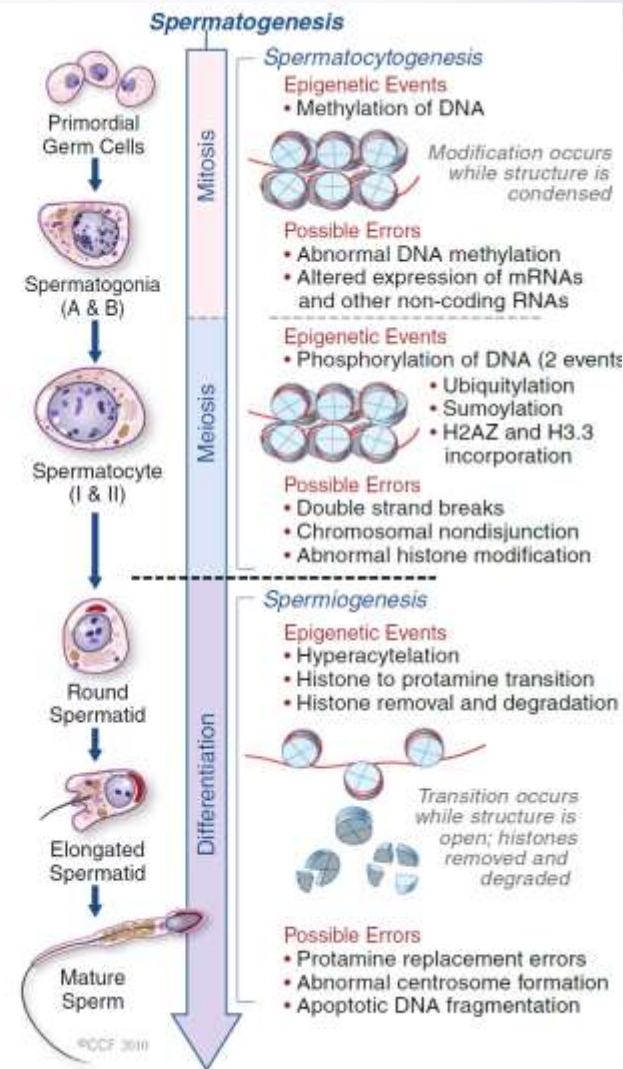 Spermatogenesis
Primordial
Germ Cells
Spermatogonia
(A & B)
Spermatocyte
(I & II)
Round
Spermatid
Elongated
Spermatid
Mature
Sperm
©CCF 2010
Mitosis
Meiosis
Differentiation
Spermatocytogenesis
Epigenetic Events
• Methylation of DNA
Modification occurs
while structure is
condensed
Possible Errors
• Abnormal DNA methylation
• Altered expression of mRNAs
and other non-coding RNAs
Epigenetic Events
• Phosphorylation of DNA (2 events
• Ubiquitylation
• Sumoylation
• H2AZ and H3.3
incorporation
Possible Errors
• Double strand breaks
• Chromosomal nondisjunction
• Abnormal histone modification
Spermiogenesis
Epigenetic Events
• Hyperacytelation
• Histone to protamine transition
• Histone removal and degradation
Transition occurs
while structure is
open; histones
removed and
degraded
Possible Errors
• Protamine replacement errors
• Abnormal centrosome formation
• Apoptotic DNA fragmentation